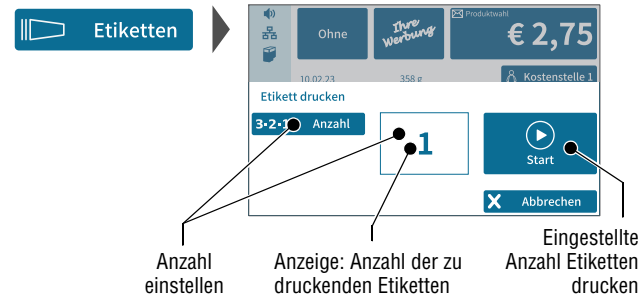 Etiketten
Ohne
Ihre
Werbung
Produktwahl
€ 2,75
10.02.23
358 g
Kostenstelle 1
Etikett drucken
3·2·1 Anzahl
1
Start
Abbrechen
Anzahl
einstellen
Anzeige: Anzahl der zu
druckenden Etiketten
Eingestellte
Anzahl Etiketten
drucken